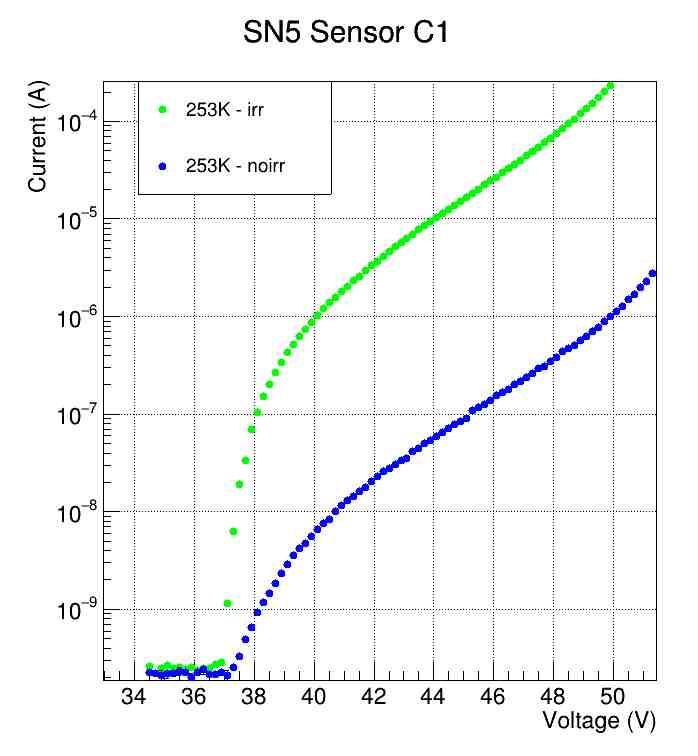 SN5 Sensor C1
Current (A)
253K - irr
253K - noirr
10⁻⁴
10⁻⁵
10⁻⁶
10⁻⁷
10⁻⁸
10⁻⁹
34 36 38 40 42 44 46 48 50
Voltage (V)